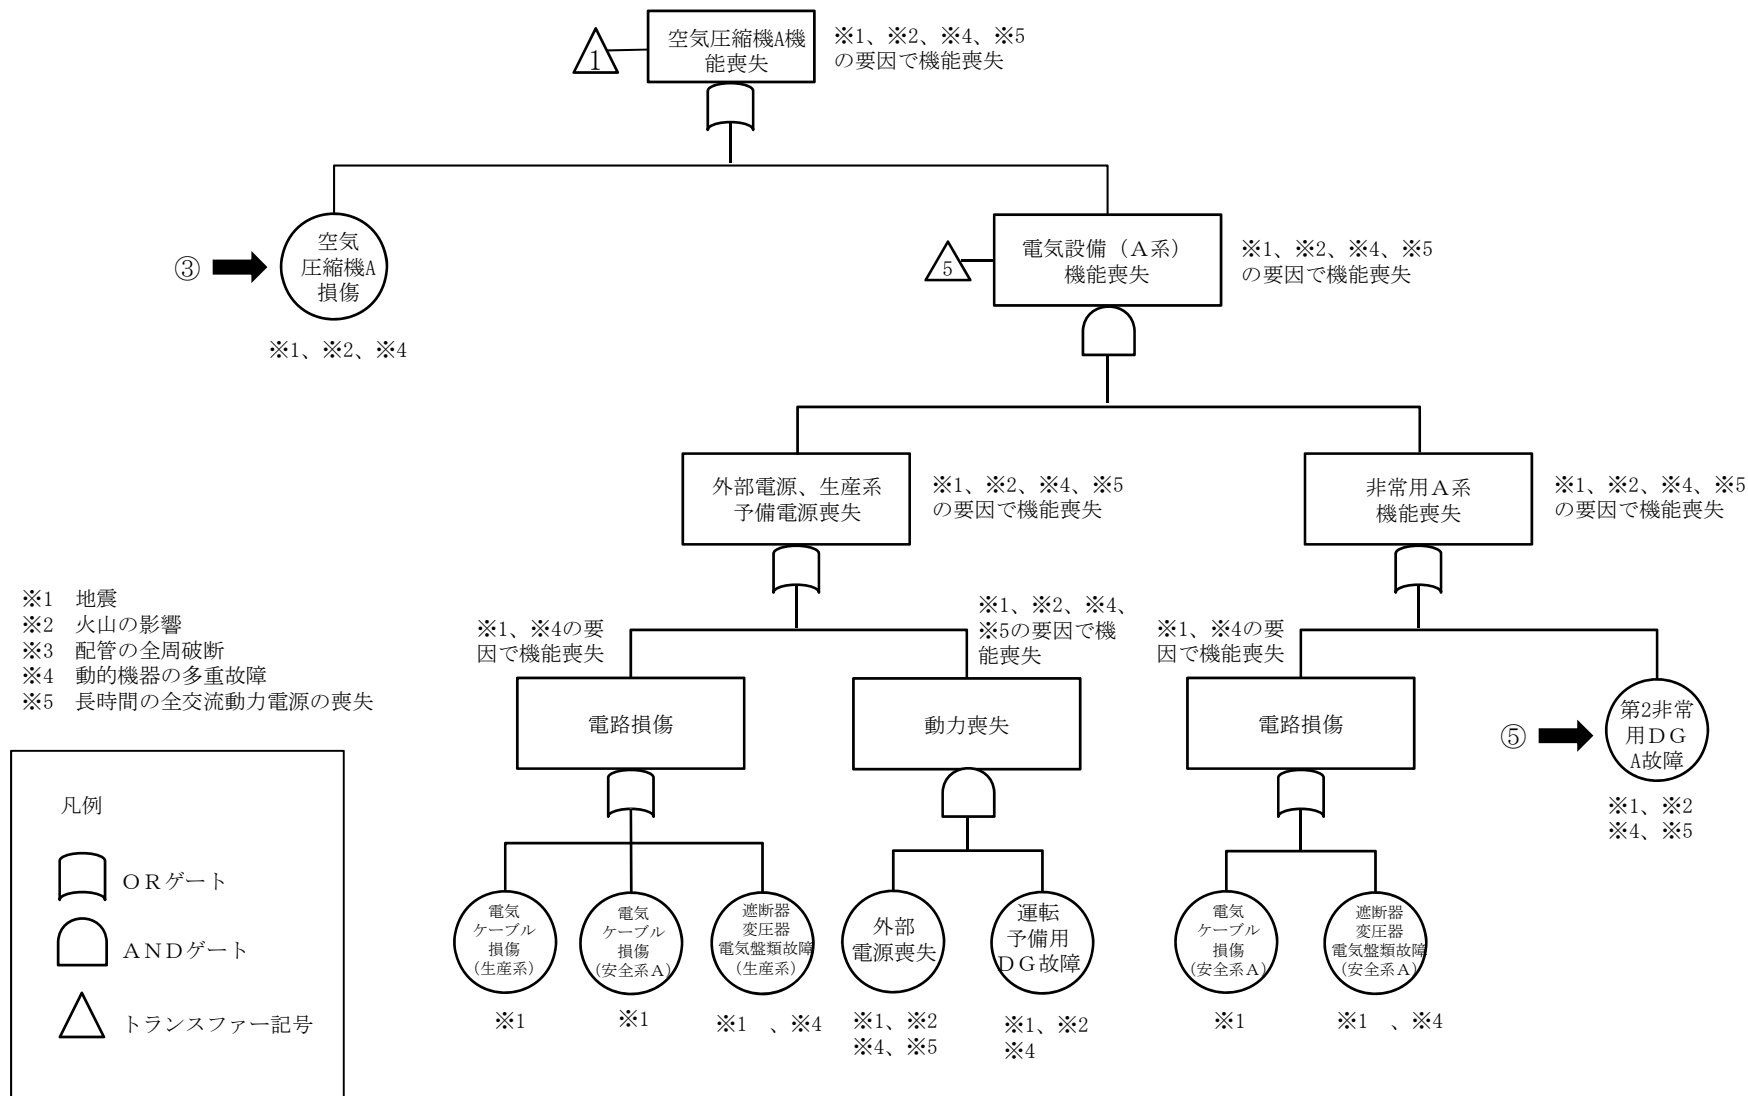 1
空気圧縮機A機
能喪失
※1、※2、※4、※5
の要因で機能喪失
③
空気
圧縮機A
損傷
※1、※2、※4
5
電気設備(A系)
機能喪失
※1、※2、※4、※5
の要因で機能喪失
外部電源、生産系
予備電源喪失
※1、※2、※4、※5
の要因で機能喪失
非常用A系
機能喪失
※1、※2、※4、※5
の要因で機能喪失
※1 地震
※2 火山の影響
※3 配管の全周破断
※4 動的機器の多重故障
※5 長時間の全交流動力電源の喪失
※1、※4の要
因で機能喪失
電路損傷
※1、※2、※4、
※5の要因で機
能喪失
動力喪失
※1、※4の要
因で機能喪失
電路損傷
⑤
第2非常
用DG
A故障
※1、※2
※4、※5
電気
ケーブル
損傷
(生産系)
※1
電気
ケーブル
損傷
(安全系A)
※1
遮断器
変圧器
電気盤類故障
(生産系)
※1 、※4
外部
電源喪失
※1、※2
※4、※5
運転
予備用
DG故障
※1、※2
※4
電気
ケーブル
損傷
(安全系A)
※1
遮断器
変圧器
電気盤類故障
(安全系A)
※1 、※4
凡例
ORゲート
ANDゲート
トランスファー記号